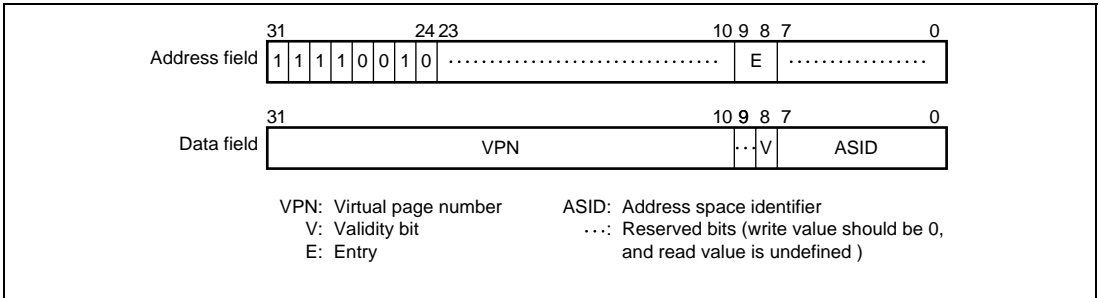 31 24 23 10 9 8 7 0
Address field 1 1 1 1 0 0 1 0 ································ E ·················
31 10 9 8 7 0
Data field VPN ··· V ASID
VPN: Virtual page number ASID: Address space identifier
V: Validity bit ···: Reserved bits (write value should be 0,
E: Entry and read value is undefined )